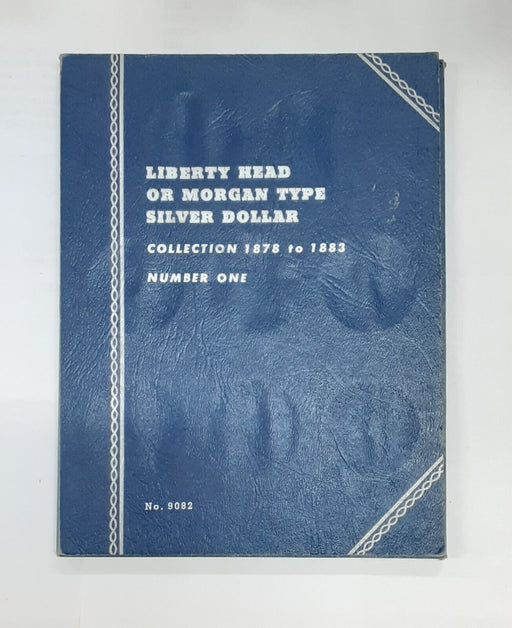 LIBERTY HEAD
OR MORGAN TYPE
SILVER DOLLAR
COLLECTION 1878 to 1883
NUMBER ONE
No. 9082